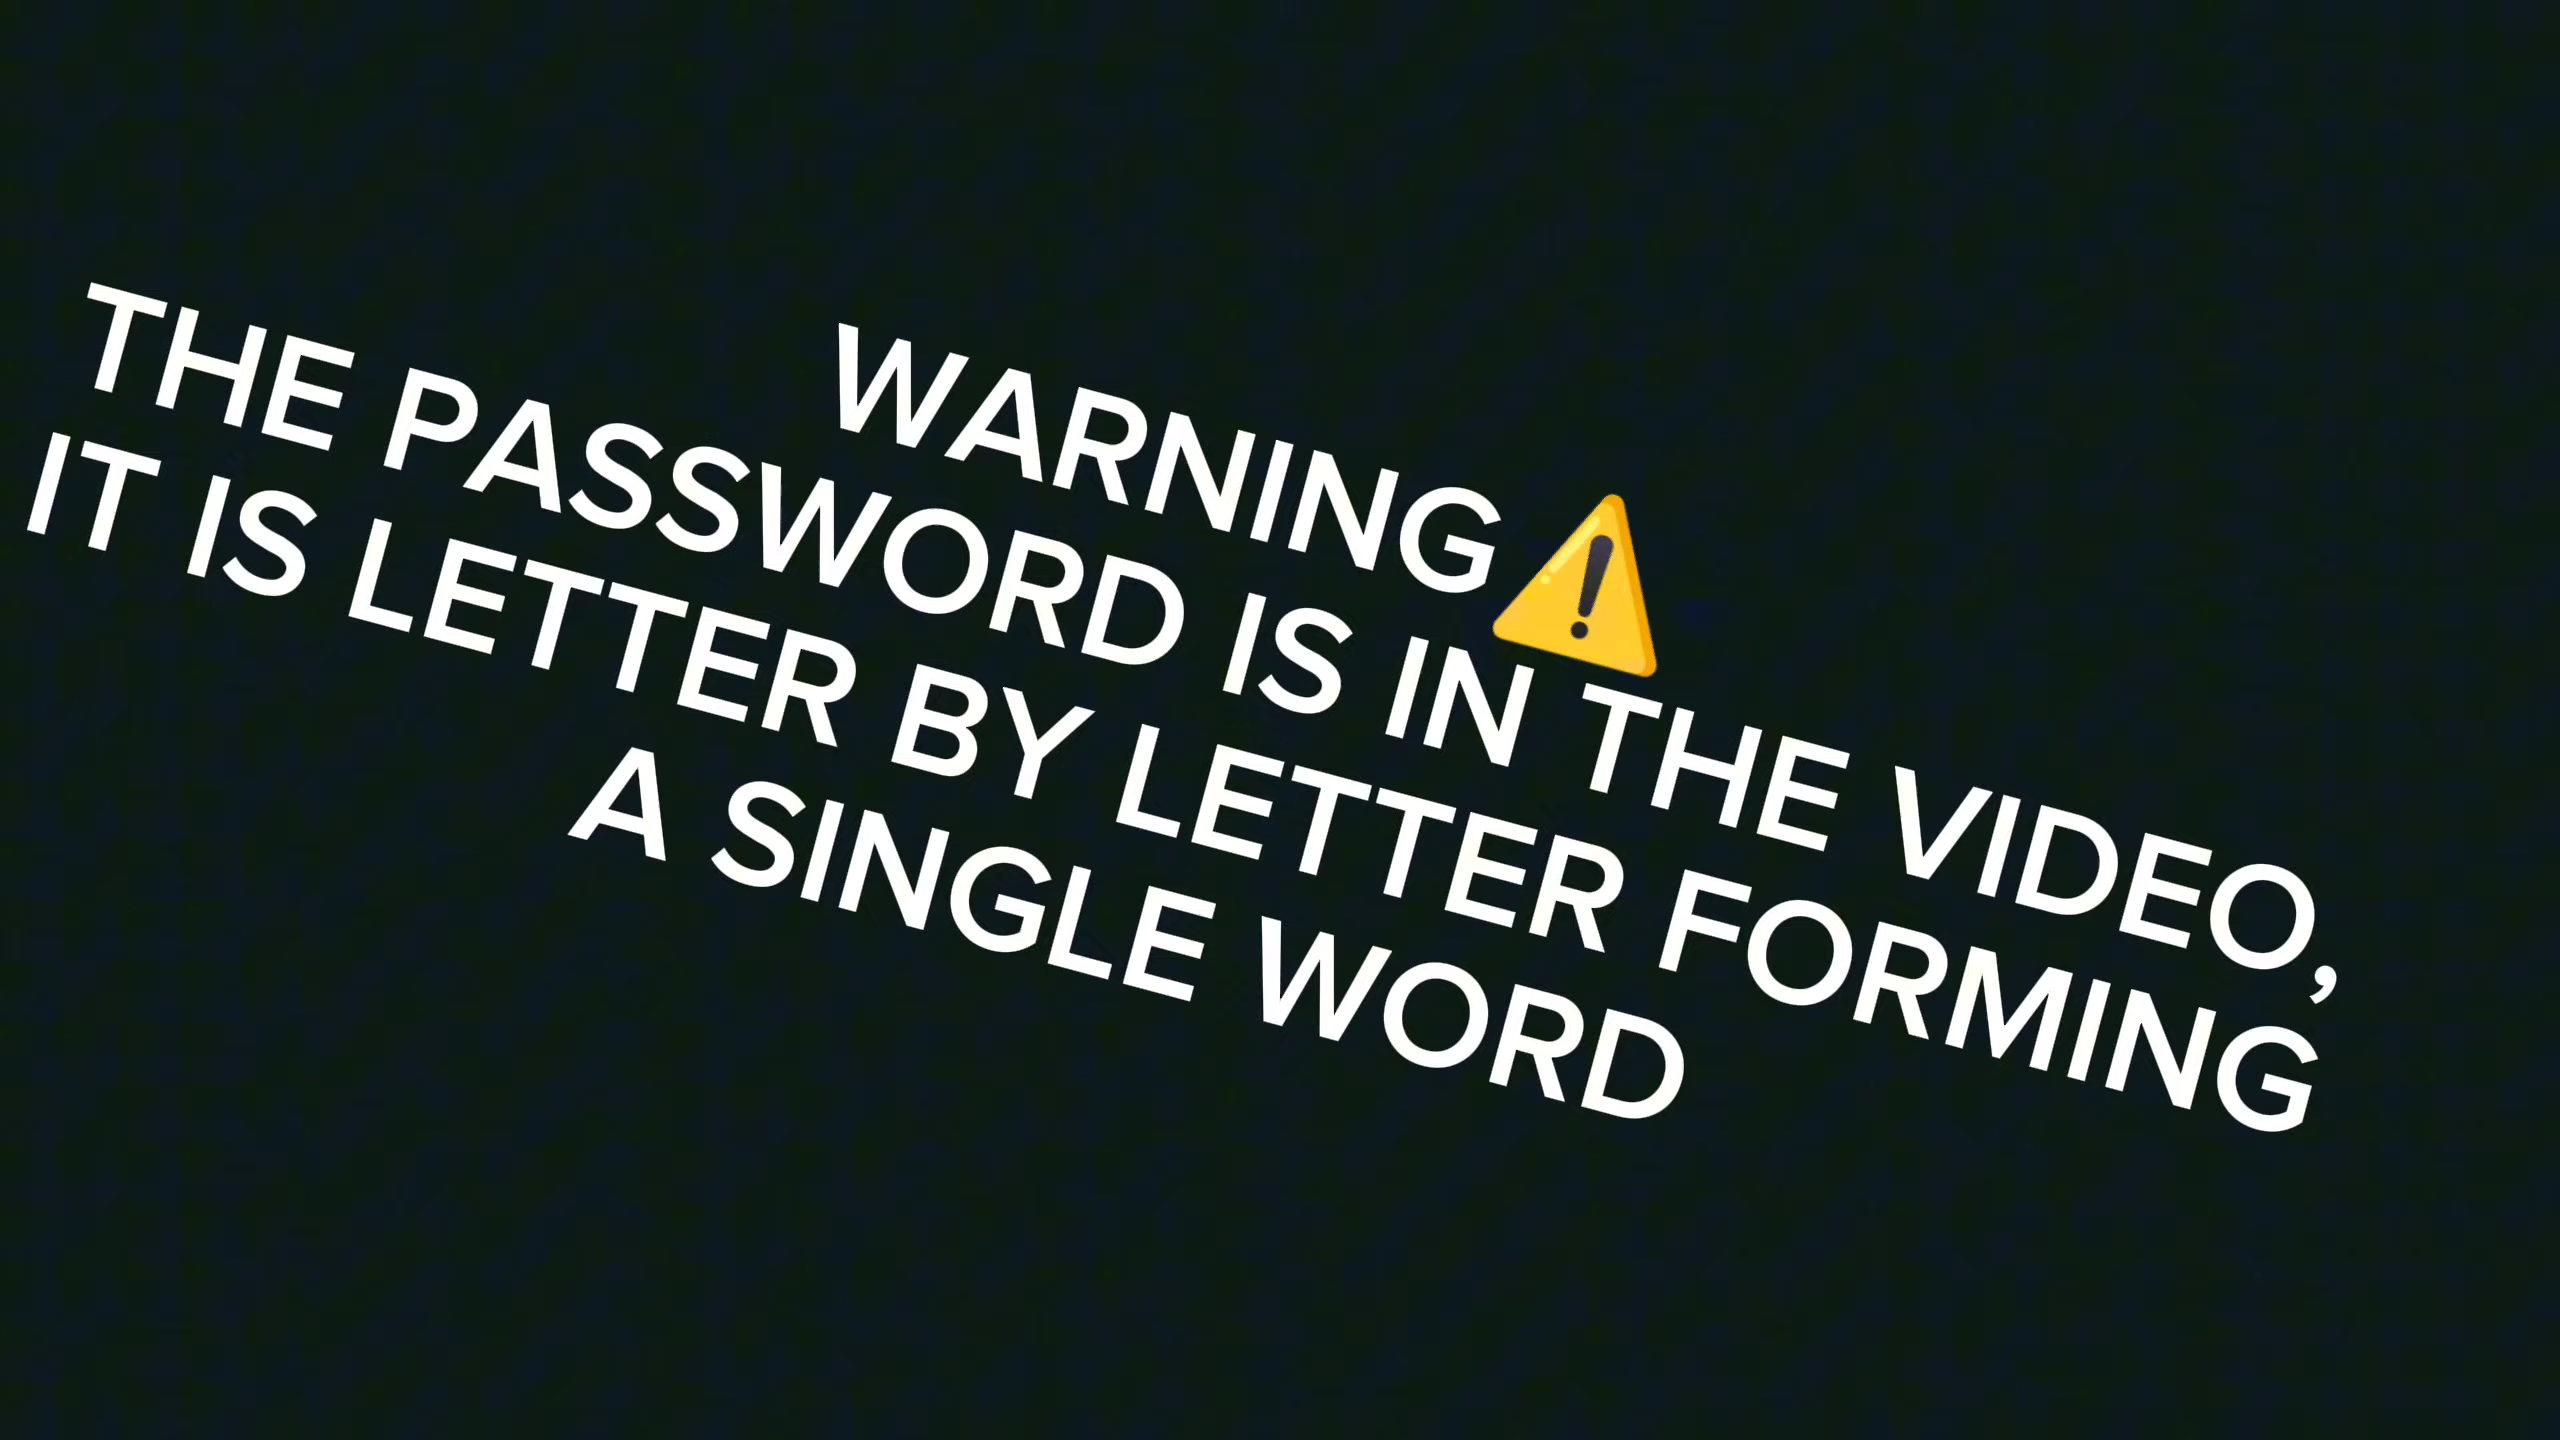 WARNING⚠️
THE PASSWORD IS IN THE VIDEO,
IT IS LETTER BY LETTER FORMING
A SINGLE WORD